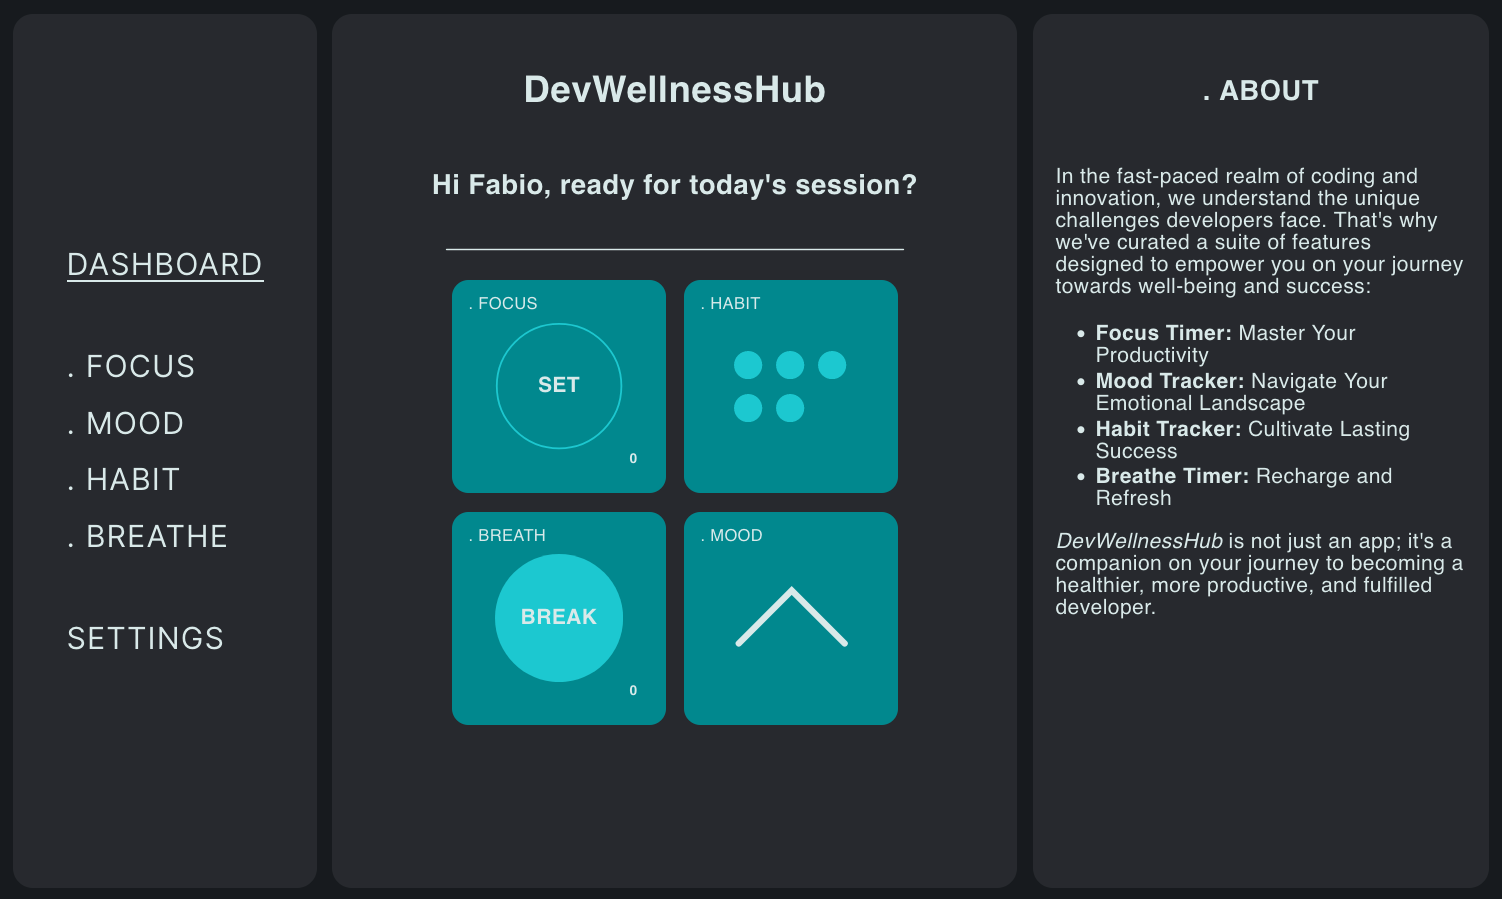 DASHBOARD
. FOCUS
. MOOD
. HABIT
. BREATHE
SETTINGS
DevWellnessHub
Hi Fabio, ready for today's session?
. FOCUS
SET
0
. HABIT
. BREATH
BREAK
0
. MOOD
. ABOUT
In the fast-paced realm of coding and
innovation, we understand the unique
challenges developers face. That's why
we've curated a suite of features
designed to empower you on your journey
towards well-being and success:
• Focus Timer: Master Your
Productivity
• Mood Tracker: Navigate Your
Emotional Landscape
• Habit Tracker: Cultivate Lasting
Success
• Breathe Timer: Recharge and
Refresh
DevWellnessHub is not just an app; it's a
companion on your journey to becoming a
healthier, more productive, and fulfilled
developer.